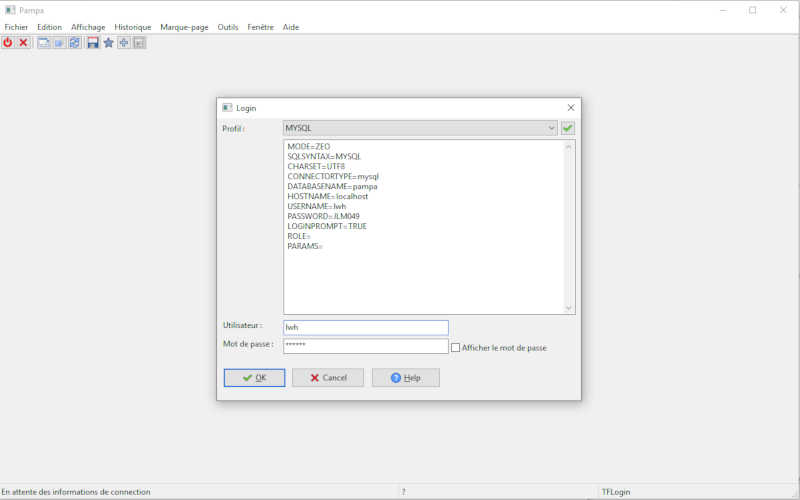 Pampa
Fichier Edition Affichage Historique Marque-page Outils Fenêtre Aide
Login
Profil : MYSQL
MODE=ZEO
SQLSYNTAX=MYSQL
CHARSET=UTF8
CONNECTORTYPE=mysql
DATABASENAME=pampa
HOSTNAME=localhost
USERNAME=lwh
PASSWORD=JLM049
LOGINPROMPT=TRUE
ROLE=
PARAMS=
Utilisateur : lwh
Mot de passe : ****** Afficher le mot de passe
OK Cancel Help
En attente des informations de connection ? TFLogin